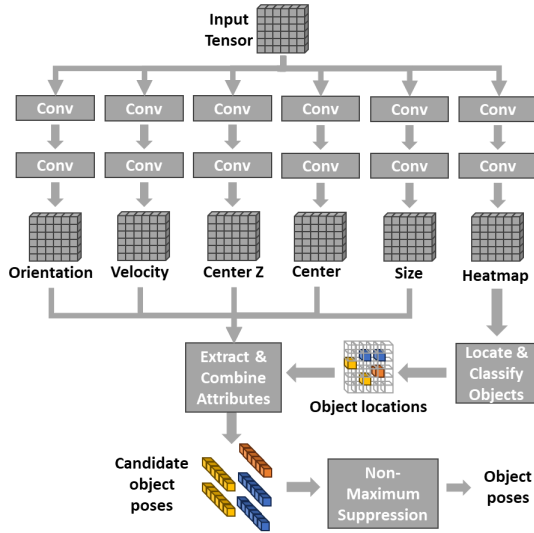 Input
Tensor
Conv Conv Conv Conv Conv Conv
Conv Conv Conv Conv Conv Conv
Orientation Velocity Center Z Center Size Heatmap
Extract &
Combine
Attributes
Object locations
Locate &
Classify
Objects
Candidate
object
poses
Non-
Maximum
Suppression
Object
poses